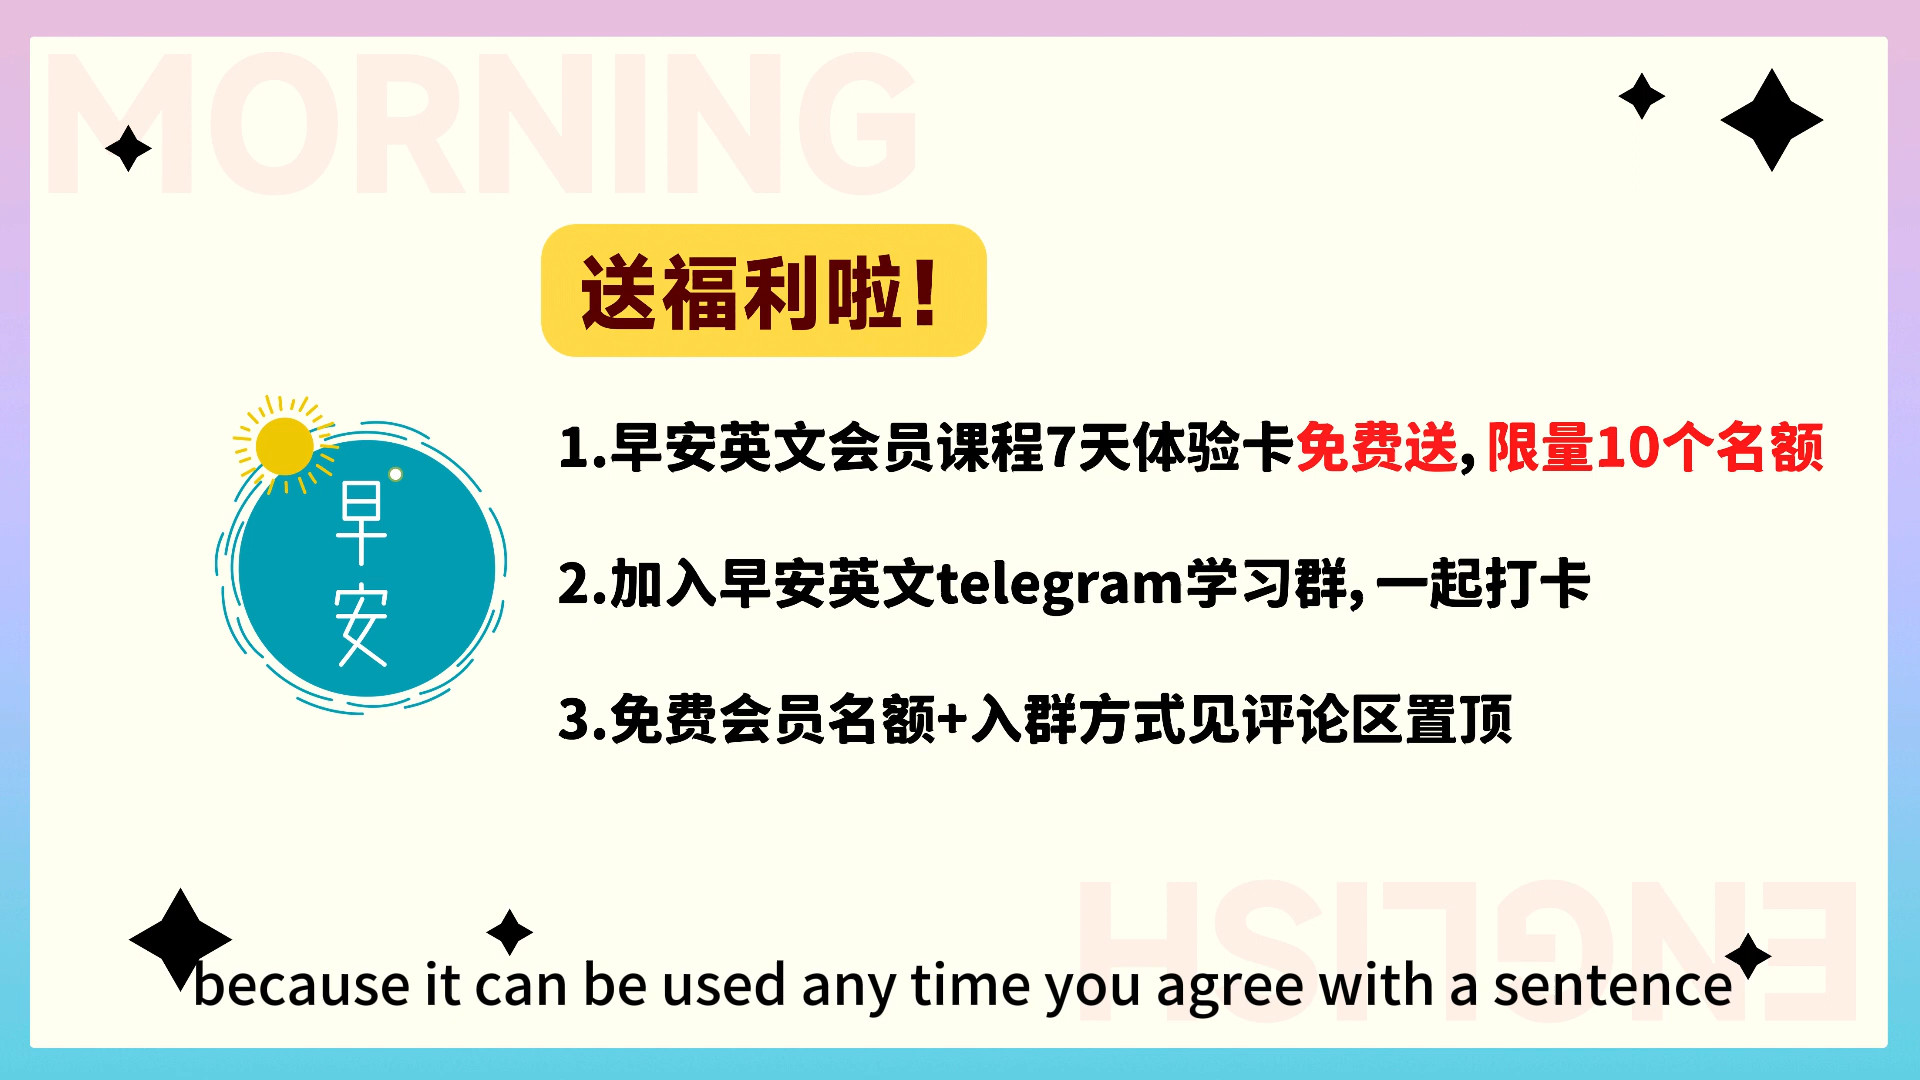 MORNING
送福利啦!
1.早安英文会员课程7天体验卡免费送, 限量10个名额
早安
2.加入早安英文telegram学习群, 一起打卡
3.免费会员名额+入群方式见评论区置顶
ENGLISH
because it can be used any time you agree with a sentence